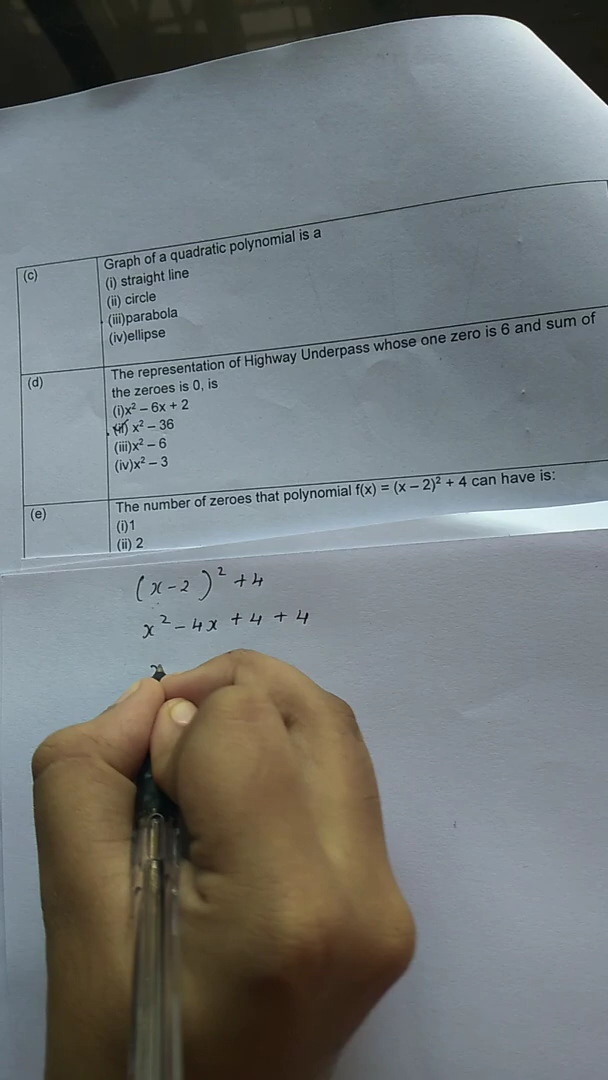 (c)
Graph of a quadratic polynomial is a
(i) straight line
(ii) circle
(iii)parabola
(iv)ellipse
(d)
The representation of Highway Underpass whose one zero is 6 and sum of
the zeroes is 0, is
(i)x² – 6x + 2
(ii) x² – 36
(iii)x² – 6
(iv)x² – 3
(e)
The number of zeroes that polynomial f(x) = (x – 2)² + 4 can have is:
(i)1
(ii) 2
(x-2)² +4
x² - 4x + 4 + 4